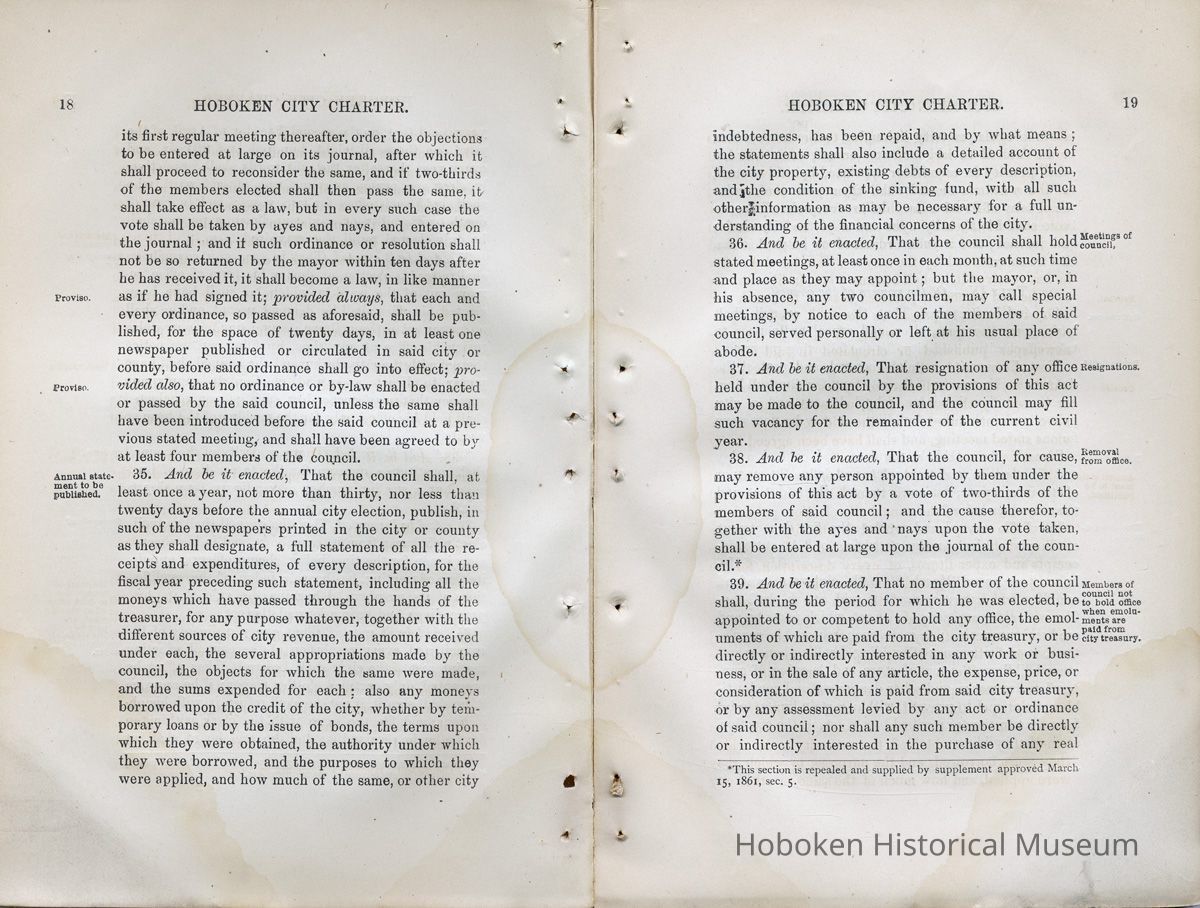 18
HOBOKEN CITY CHARTER.
its first regular meeting thereafter, order the objections
to be entered at large on its journal, after which it
shall proceed to reconsider the same, and if two-thirds
of the members elected shall then pass the same, it
shall take effect as a law, but in every such case the
vote shall be taken by ayes and nays, and entered on
the journal ; and if such ordinance or resolution shall
not be so returned by the mayor within ten days after
he has received it, it shall become a law, in like manner
Proviso.
as if he had signed it; provided always, that each and
every ordinance, so passed as aforesaid, shall be pub-
lished, for the space of twenty days, in at least one
newspaper published or circulated in said city or
county, before said ordinance shall go into effect; pro-
Proviso.
vided also, that no ordinance or by-law shall be enacted
or passed by the said council, unless the same shall
have been introduced before the said council at a pre-
vious stated meeting, and shall have been agreed to by
at least four members of the council.
Annual state-
ment to be
published.
35. And be it enacted, That the council shall, at
least once a year, not more than thirty, nor less than
twenty days before the annual city election, publish, in
such of the newspapers printed in the city or county
as they shall designate, a full statement of all the re-
ceipts and expenditures, of every description, for the
fiscal year preceding such statement, including all the
moneys which have passed through the hands of the
treasurer, for any purpose whatever, together with the
different sources of city revenue, the amount received
under each, the several appropriations made by the
council, the objects for which the same were made,
and the sums expended for each ; also any moneys
borrowed upon the credit of the city, whether by tem-
porary loans or by the issue of bonds, the terms upon
which they were obtained, the authority under which
they were borrowed, and the purposes to which they
were applied, and how much of the same, or other city
HOBOKEN CITY CHARTER.
19
indebtedness, has been repaid, and by what means ;
the statements shall also include a detailed account of
the city property, existing debts of every description,
and the condition of the sinking fund, with all such
other information as may be necessary for a full un-
derstanding of the financial concerns of the city.
36. And be it enacted, That the council shall hold
Meetings of
council,
stated meetings, at least once in each month, at such time
and place as they may appoint ; but the mayor, or, in
his absence, any two councilmen, may call special
meetings, by notice to each of the members of said
council, served personally or left at his usual place of
abode.
37. And be it enacted, That resignation of any office
Resignations.
held under the council by the provisions of this act
may be made to the council, and the council may fill
such vacancy for the remainder of the current civil
year.
38. And be it enacted, That the council, for cause,
Removal
from office.
may remove any person appointed by them under the
provisions of this act by a vote of two-thirds of the
members of said council ; and the cause therefor, to-
gether with the ayes and nays upon the vote taken,
shall be entered at large upon the journal of the coun-
cil.*
39. And be it enacted, That no member of the council
Members of
council not
to hold office
when emolu-
ments are
paid from
city treasury.
shall, during the period for which he was elected, be
appointed to or competent to hold any office, the emol-
uments of which are paid from the city treasury, or be
directly or indirectly interested in any work or busi-
ness, or in the sale of any article, the expense, price, or
consideration of which is paid from said city treasury,
or by any assessment levied by any act or ordinance
of said council ; nor shall any such member be directly
or indirectly interested in the purchase of any real
*This section is repealed and supplied by supplement approved March
15, 1861, sec. 5.
Hoboken Historical Museum